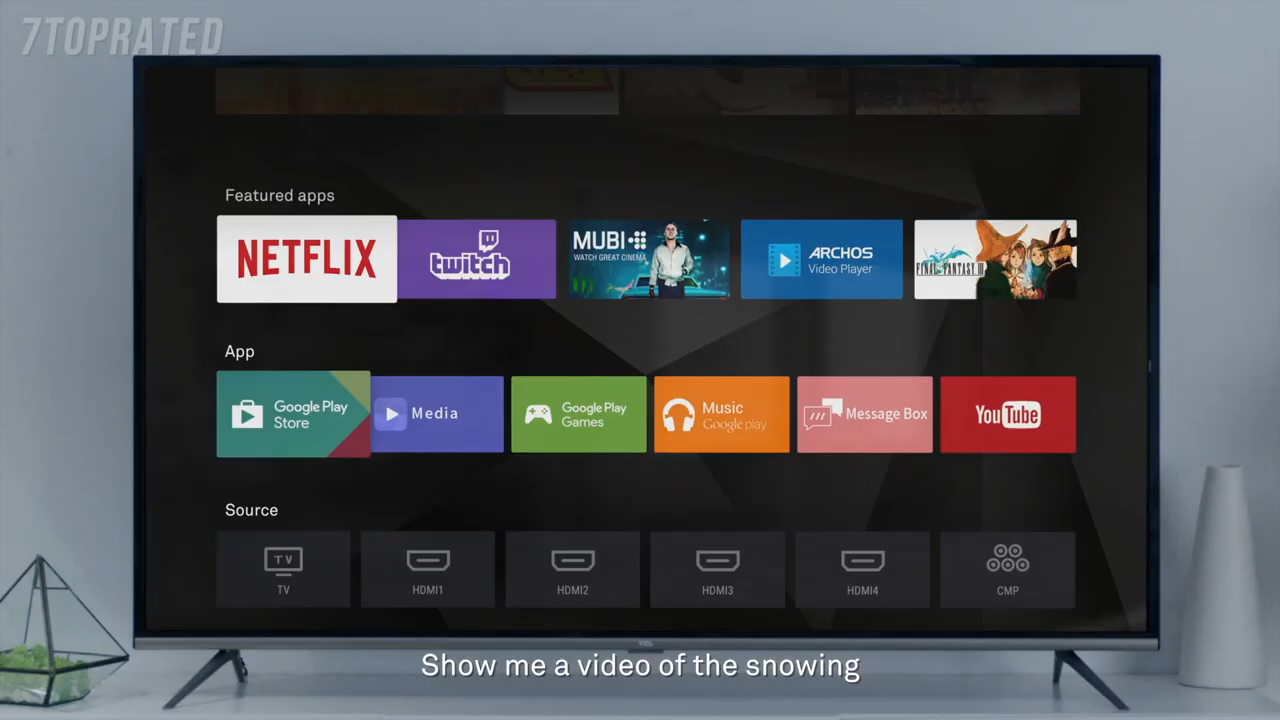 7TOPRATED
Featured apps
NETFLIX
twitch
MUBI
WATCH GREAT CINEMA
ARCHOS
Video Player
FINAL FANTASY III
App
Google Play
Store
Media
Google Play
Games
Music
Google play
Message Box
YouTube
Source
TV
TV
HDMI1
HDMI2
HDMI3
HDMI4
CMP
TCL
Show me a video of the snowing